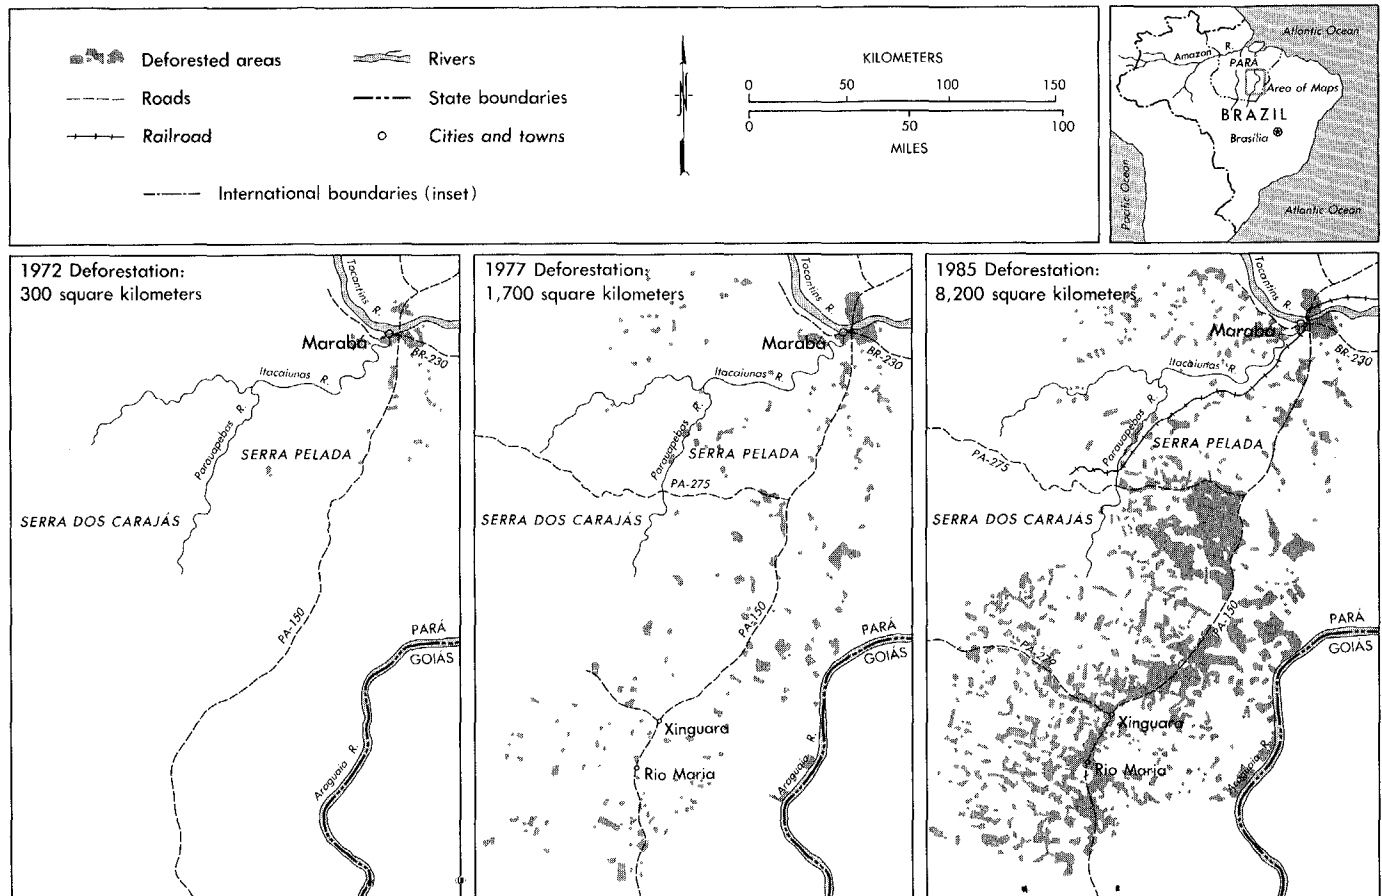 Deforested areas
Roads
Railroad
Rivers
State boundaries
Cities and towns
International boundaries (inset)
KILOMETERS
0 50 100 150
0 50 100
MILES
Atlantic Ocean
Amazon R.
PARÁ
Area of Maps
BRAZIL
Brasília
Pacific Ocean
Atlantic Ocean
1972 Deforestation:
300 square kilometers
Tocantins R.
Marabá
BR-230
Itacaiunas R.
Parauapebas R.
SERRA PELADA
SERRA DOS CARAJÁS
PA-150
PARÁ
GOIÁS
Araguaia R.
1977 Deforestation:
1,700 square kilometers
Tocantins R.
Marabá
BR-230
Itacaiunas R.
Parauapebas R.
SERRA PELADA
PA-275
SERRA DOS CARAJÁS
PA-150
PARÁ
GOIÁS
Xinguara
Rio Maria
Araguaia R.
1985 Deforestation:
8,200 square kilometers
Tocantins R.
Marabá
BR-230
Itacaiunas R.
Parauapebas R.
SERRA PELADA
PA-275
SERRA DOS CARAJÁS
PA-150
PARÁ
GOIÁS
PA-279
Xinguara
Rio Maria
Araguaia R.